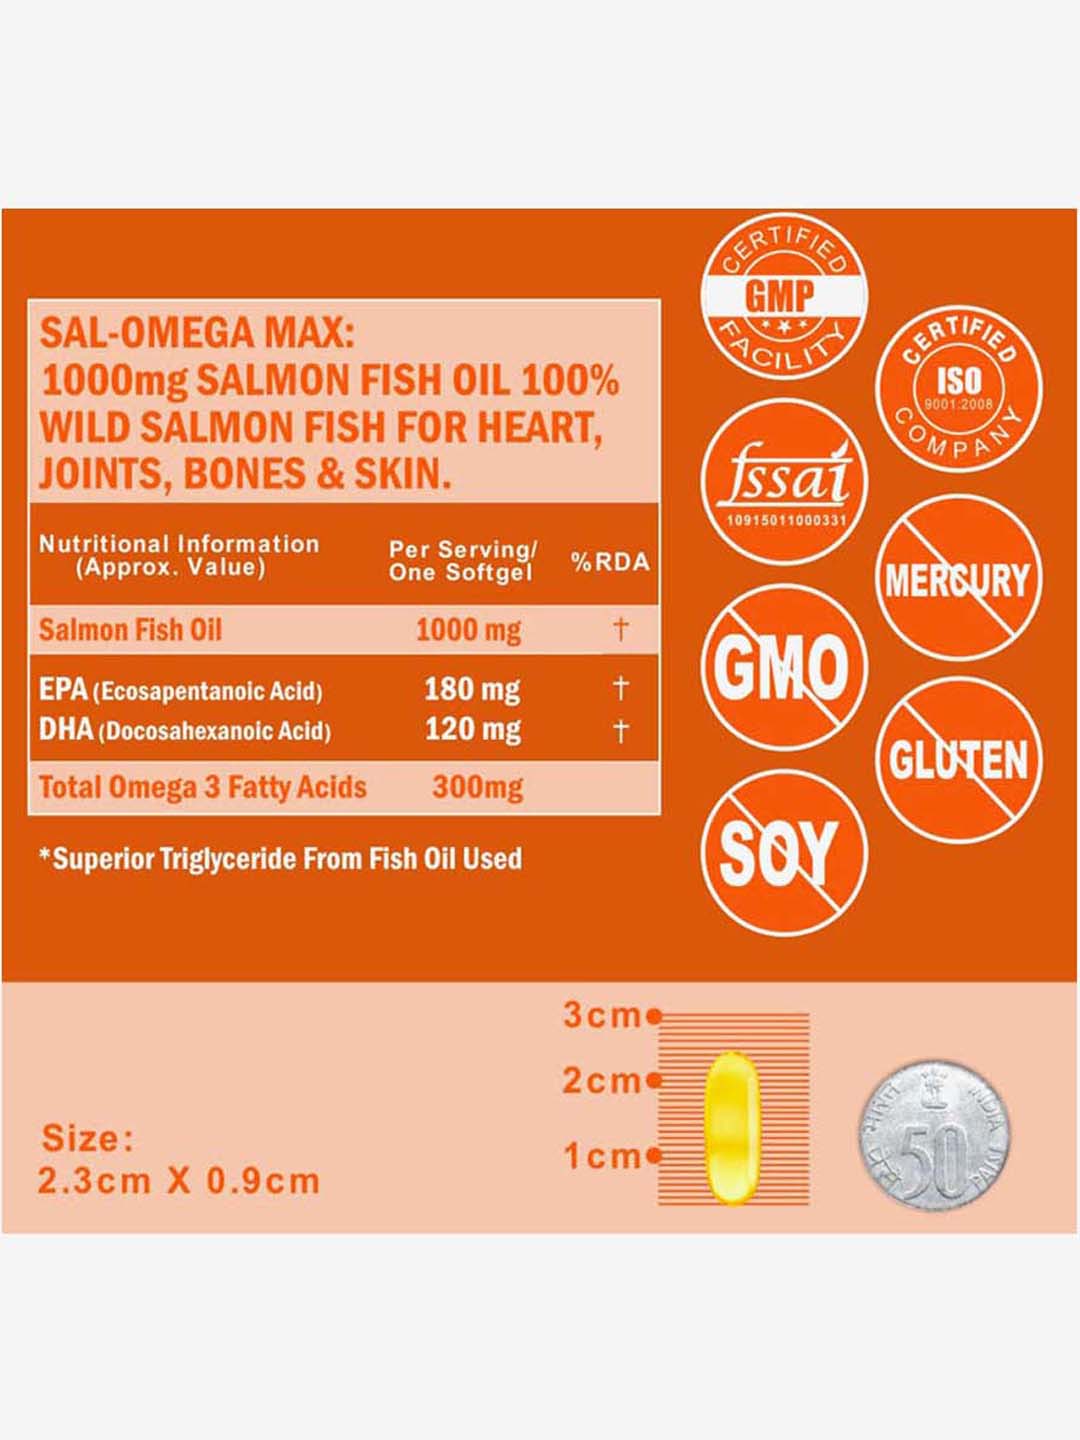 SAL-OMEGA MAX:
1000mg SALMON FISH OIL 100%
WILD SALMON FISH FOR HEART,
JOINTS, BONES & SKIN.
Nutritional Information
(Approx. Value)
Per Serving/
One Softgel
%RDA
Salmon Fish Oil 1000 mg †
EPA (Ecosapentanoic Acid) 180 mg †
DHA (Docosahexanoic Acid) 120 mg †
Total Omega 3 Fatty Acids 300mg
*Superior Triglyceride From Fish Oil Used
CERTIFIED
GMP
FACILITY
CERTIFIED
ISO
9001:2008
COMPANY
fssai
10915011000331
MERCURY
GMO
GLUTEN
SOY
3cm
2cm
1cm
Size:
2.3cm X 0.9cm
INDIA
50